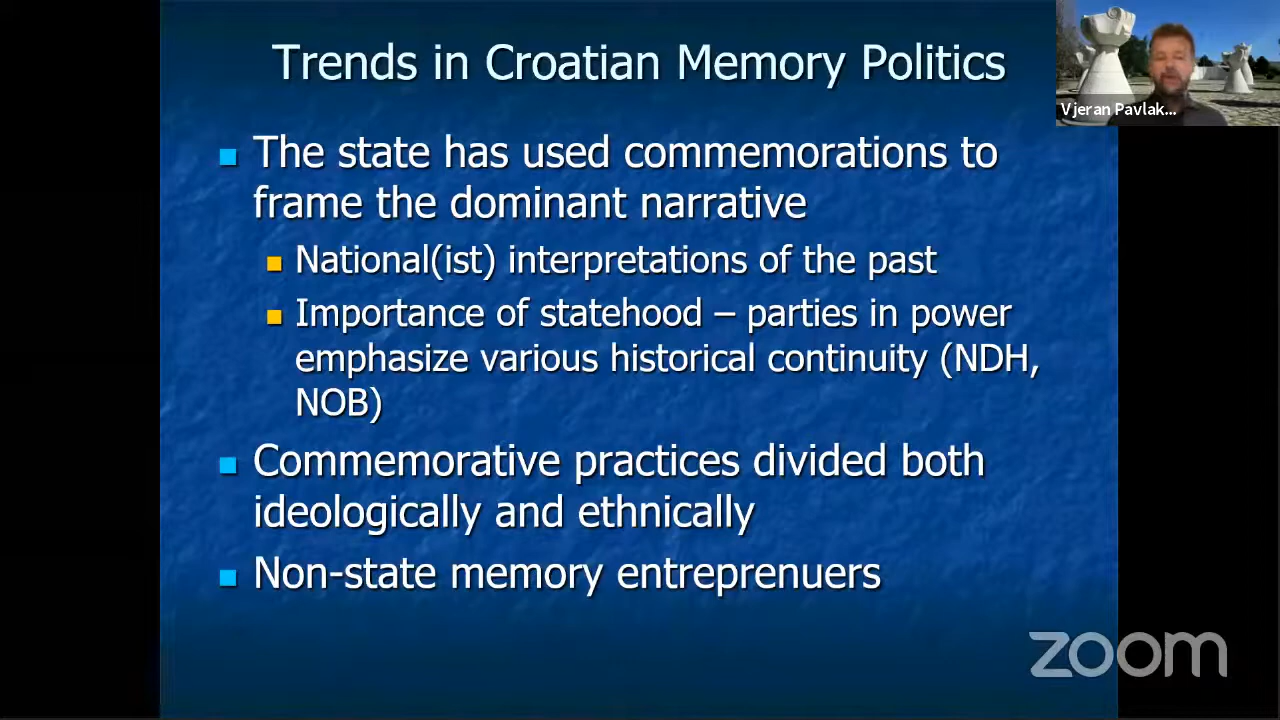 Trends in Croatian Memory Politics
Vjeran Pavlak...
The state has used commemorations to
frame the dominant narrative
National(ist) interpretations of the past
Importance of statehood – parties in power
emphasize various historical continuity (NDH,
NOB)
Commemorative practices divided both
ideologically and ethnically
Non-state memory entreprenuers
zoom